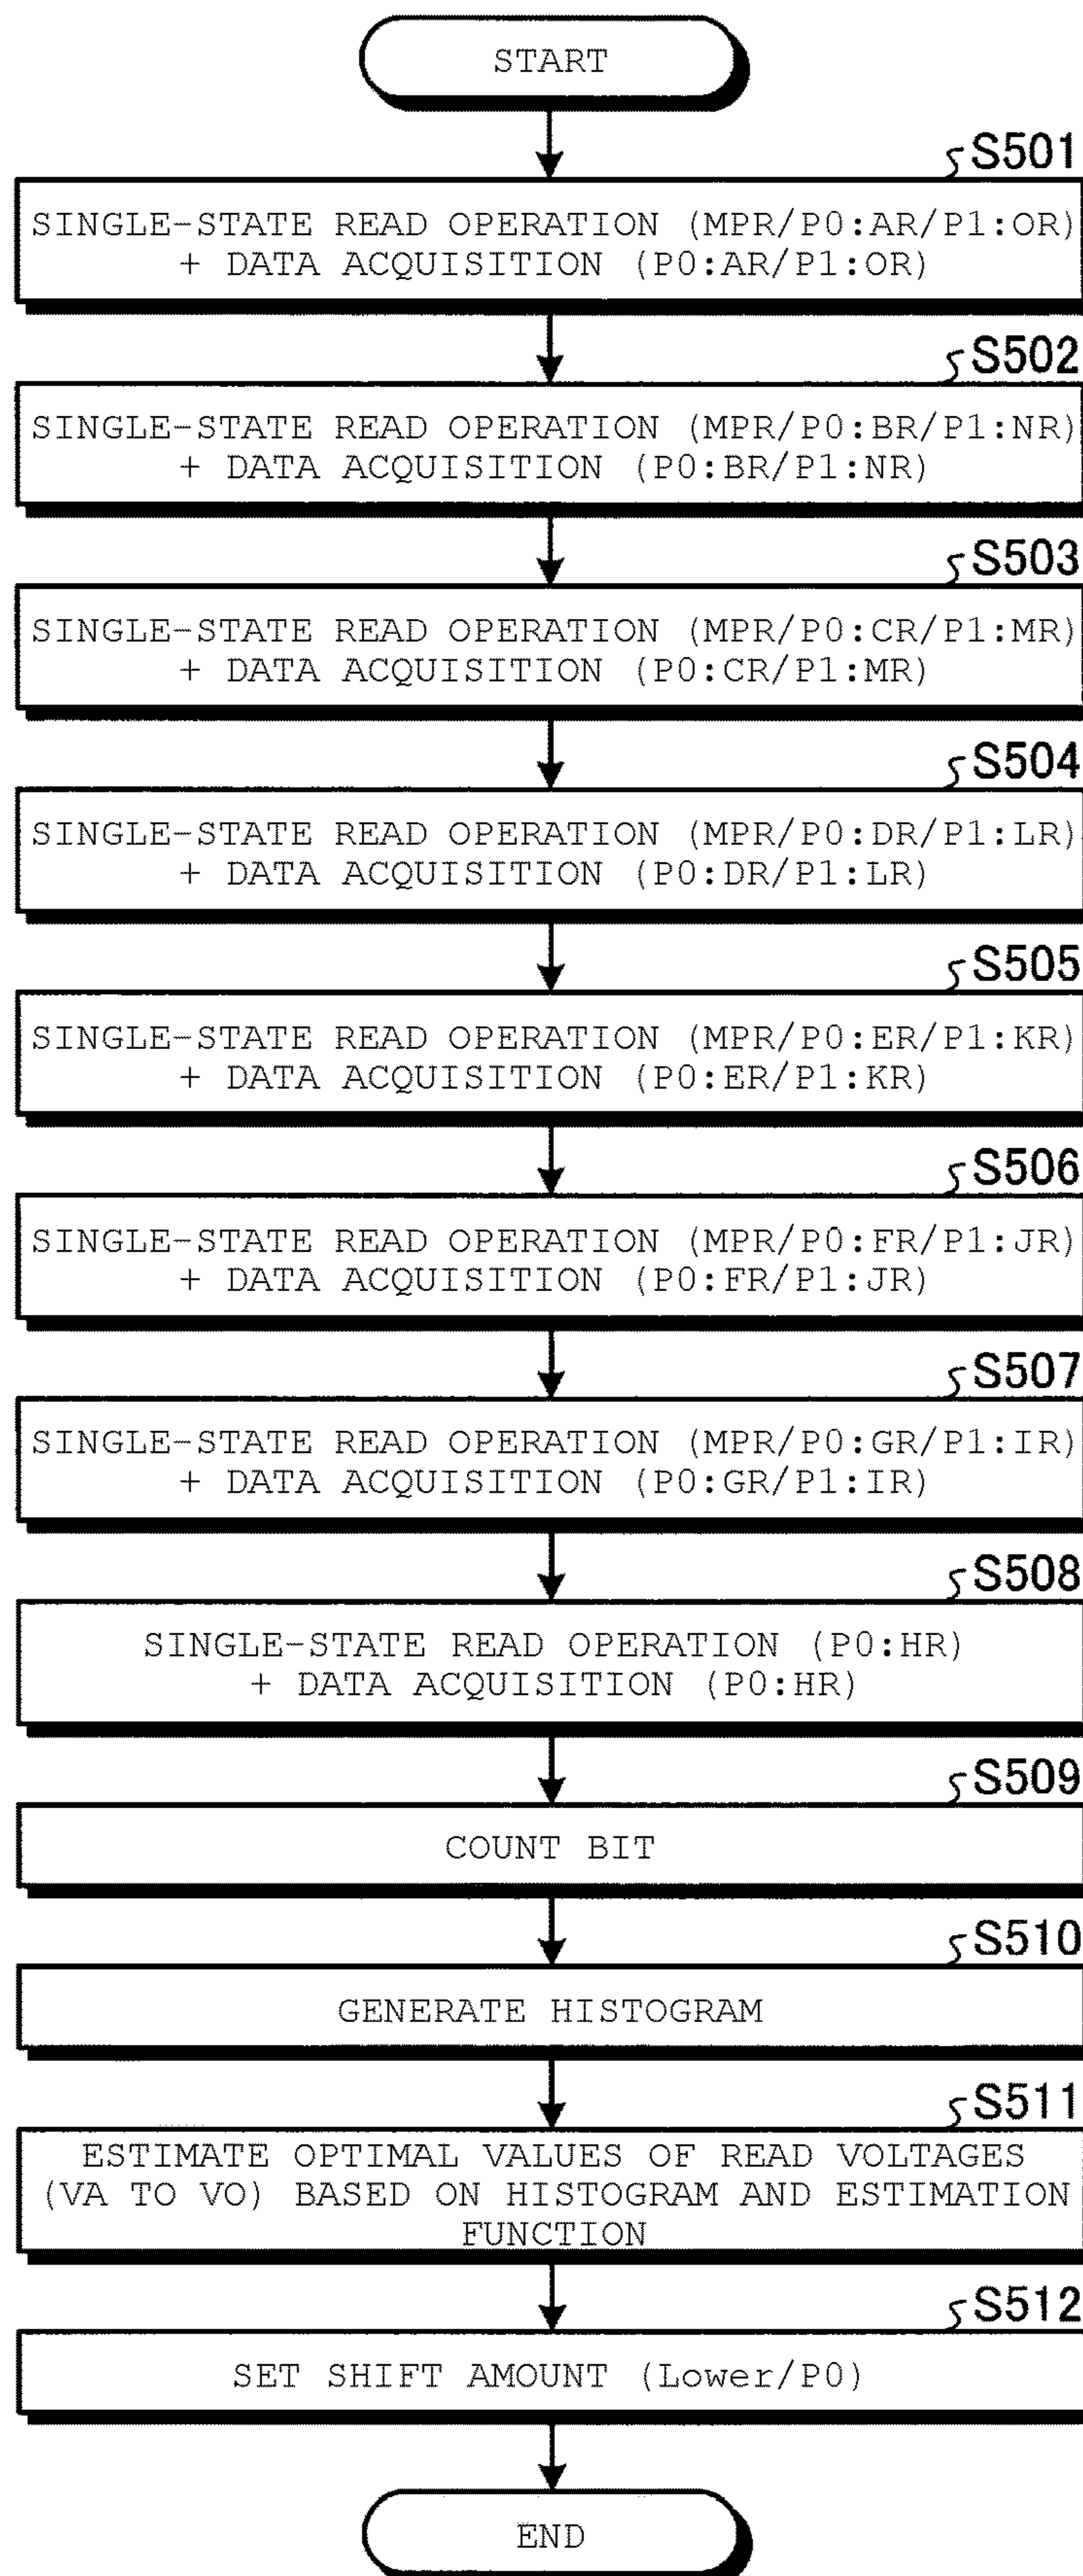 START
S501
SINGLE-STATE READ OPERATION (MPR/P0:AR/P1:OR)
+ DATA ACQUISITION (P0:AR/P1:OR)
S502
SINGLE-STATE READ OPERATION (MPR/P0:BR/P1:NR)
+ DATA ACQUISITION (P0:BR/P1:NR)
S503
SINGLE-STATE READ OPERATION (MPR/P0:CR/P1:MR)
+ DATA ACQUISITION (P0:CR/P1:MR)
S504
SINGLE-STATE READ OPERATION (MPR/P0:DR/P1:LR)
+ DATA ACQUISITION (P0:DR/P1:LR)
S505
SINGLE-STATE READ OPERATION (MPR/P0:ER/P1:KR)
+ DATA ACQUISITION (P0:ER/P1:KR)
S506
SINGLE-STATE READ OPERATION (MPR/P0:FR/P1:JR)
+ DATA ACQUISITION (P0:FR/P1:JR)
S507
SINGLE-STATE READ OPERATION (MPR/P0:GR/P1:IR)
+ DATA ACQUISITION (P0:GR/P1:IR)
S508
SINGLE-STATE READ OPERATION (P0:HR)
+ DATA ACQUISITION (P0:HR)
S509
COUNT BIT
S510
GENERATE HISTOGRAM
S511
ESTIMATE OPTIMAL VALUES OF READ VOLTAGES
(VA TO VO) BASED ON HISTOGRAM AND ESTIMATION
FUNCTION
S512
SET SHIFT AMOUNT (Lower/P0)
END